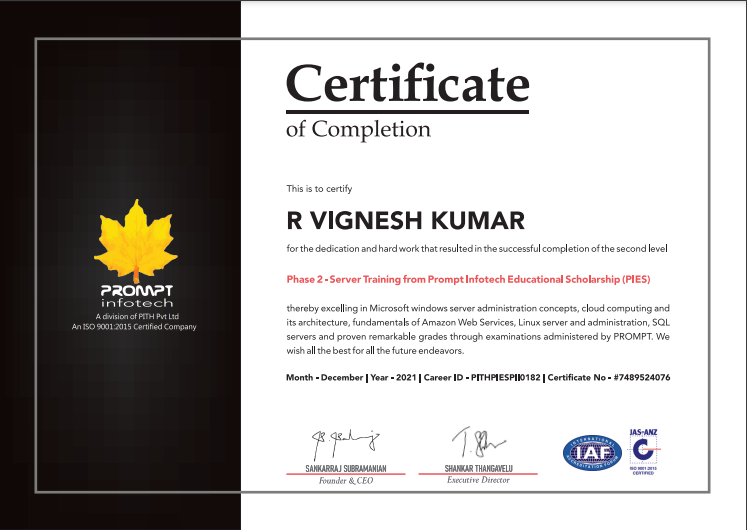 Certificate
of Completion
This is to certify
R VIGNESH KUMAR
for the dedication and hard work that resulted in the successful completion of the second level
Phase 2 - Server Training from Prompt Infotech Educational Scholarship (PIES)
thereby excelling in Microsoft windows server administration concepts, cloud computing and
its architecture, fundamentals of Amazon Web Services, Linux server and administration, SQL
servers and proven remarkable grades through examinations administered by PROMPT. We
wish all the best for all the future endeavors.
Month - December | Year - 2021 | Career ID - PITHPIESPII0182 | Certificate No - #7489524076
PROMPT
infotech
A division of PITH Pvt Ltd
An ISO 9001:2015 Certified Company
SANKARRAJ SUBRAMANIAN
Founder & CEO
SHANKAR THANGAVELU
Executive Director
INTERNATIONAL
IAF
ACCREDITATION FORUM
JAS-ANZ
C
ISO 9001:2015
CERTIFIED